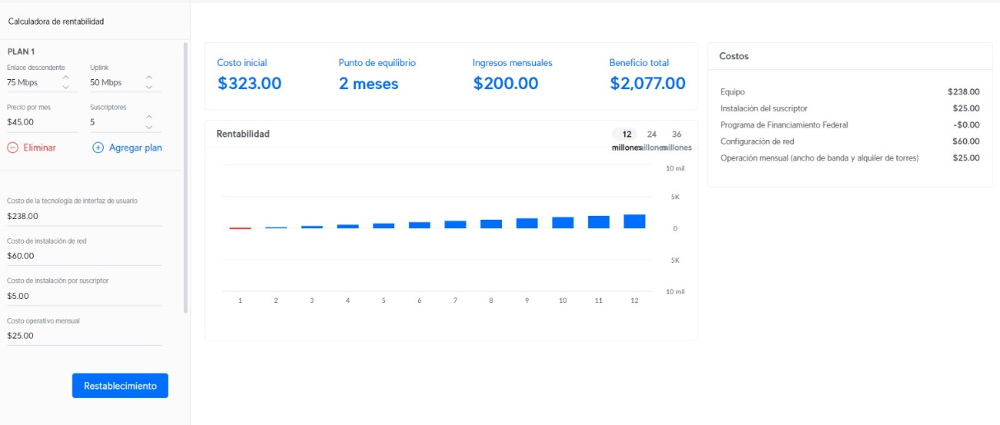 Calculadora de rentabilidad
PLAN 1
Enlace descendente Uplink
75 Mbps 50 Mbps
Precio por mes Suscriptores
$45.00 5
Eliminar Agregar plan
Costo de la tecnología de interfaz de usuario
$238.00
Costo de instalación de red
$60.00
Costo de instalación por suscriptor
$5.00
Costo operativo mensual
$25.00
Restablecimiento
Costo inicial Punto de equilibrio Ingresos mensuales Beneficio total
$323.00 2 meses $200.00 $2,077.00
Rentabilidad
12 24 36
millones illones illones
10 mil
5K
0
5K
10 mil
1 2 3 4 5 6 7 8 9 10 11 12
Costos
Equipo $238.00
Instalación del suscriptor $25.00
Programa de Financiamiento Federal -$0.00
Configuración de red $60.00
Operación mensual (ancho de banda y alquiler de torres) $25.00